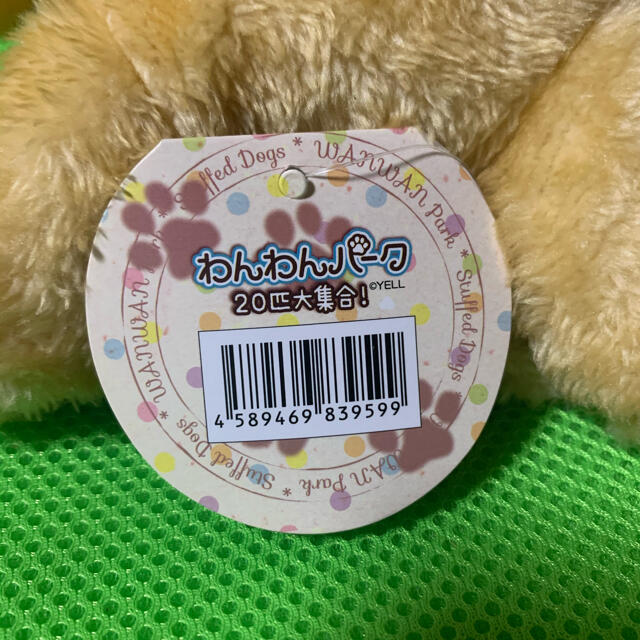 Stuffed Dogs * WANWAN Park * Stuffed Dogs * WAN Park * Stuffed Dogs * WANWAN
わんわんパーク
©YELL
20匹大集合!
4 589469 839599